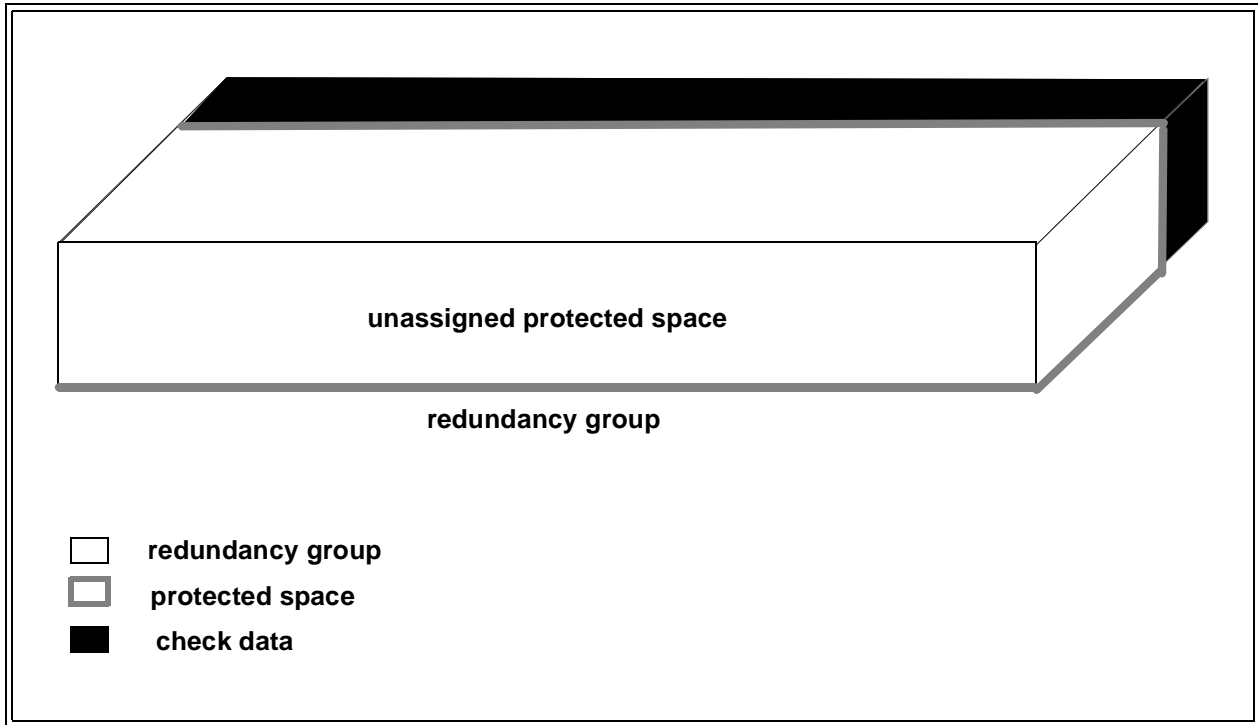 unassigned protected space
redundancy group
redundancy group
protected space
check data